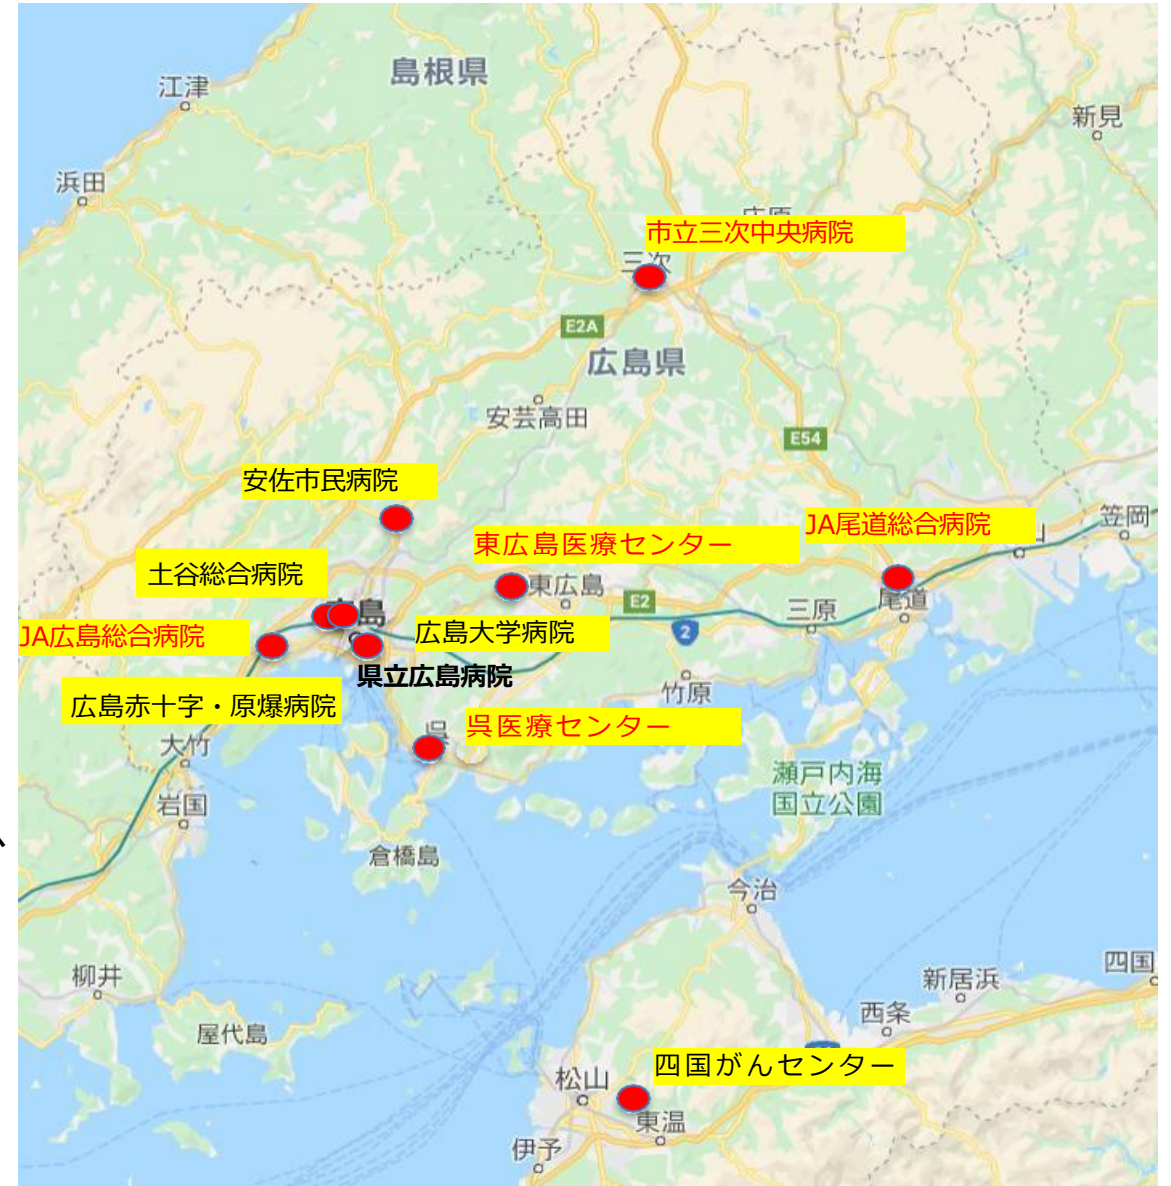 島根県
江津
新見
浜田
市立三次中央病院
三次
E2A
広島県
安芸高田
E54
安佐市民病院
JA尾道総合病院
笠岡
東広島医療センター
土谷総合病院
東広島
E2
尾道
三原
島
2
JA広島総合病院
広島大学病院
県立広島病院
竹原
広島赤十字・原爆病院
呉医療センター
呉
大竹
瀬戸内海
国立公園
岩国
倉橋島
今治
柳井
新居浜
四国
西条
屋代島
四国がんセンター
松山
東温
伊予